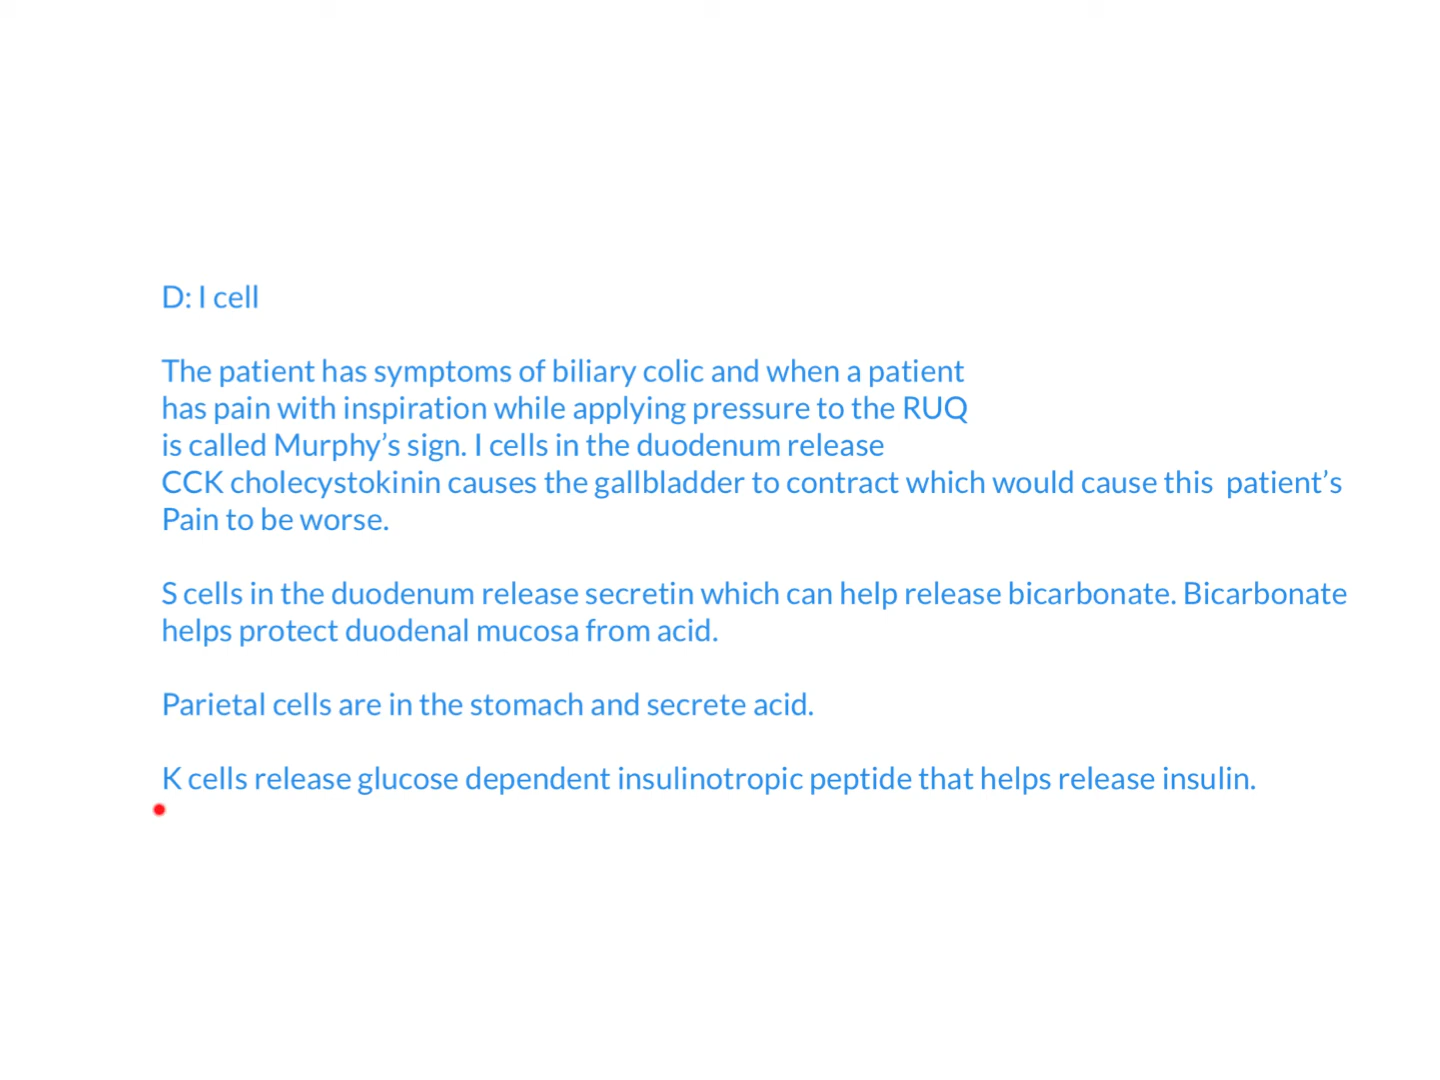 D: I cell
The patient has symptoms of biliary colic and when a patient
has pain with inspiration while applying pressure to the RUQ
is called Murphy’s sign. I cells in the duodenum release
CCK cholecystokinin causes the gallbladder to contract which would cause this  patient’s
Pain to be worse.
S cells in the duodenum release secretin which can help release bicarbonate. Bicarbonate
helps protect duodenal mucosa from acid.
Parietal cells are in the stomach and secrete acid.
K cells release glucose dependent insulinotropic peptide that helps release insulin.